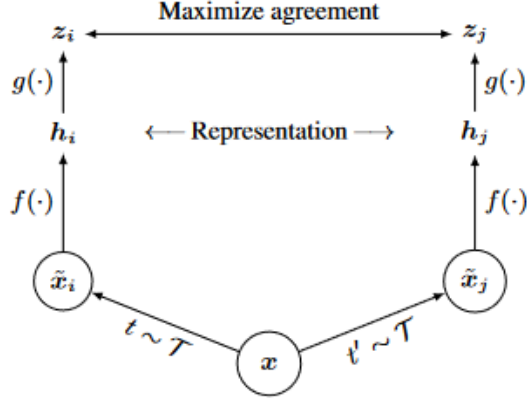 Maximize agreement
z_i z_j
g(·) g(·)
h_i ⟵ Representation ⟶ h_j
f(·) f(·)
x̃_i x̃_j
t ∼ 𝒯 t′ ∼ 𝒯
x